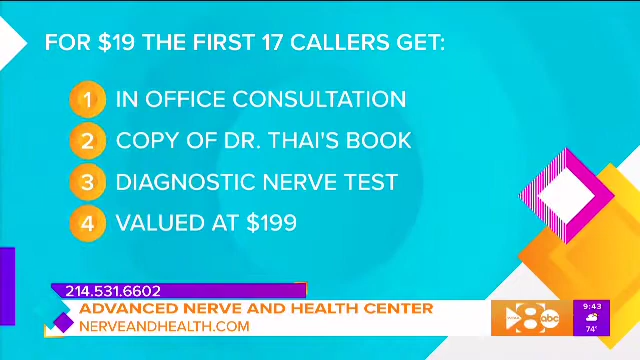 FOR $19 THE FIRST 17 CALLERS GET:
1 IN OFFICE CONSULTATION
2 COPY OF DR. THAI'S BOOK
3 DIAGNOSTIC NERVE TEST
4 VALUED AT $199
214.531.6602
ADVANCED NERVE AND HEALTH CENTER
NERVEANDHEALTH.COM
8 abc
9:43
74°